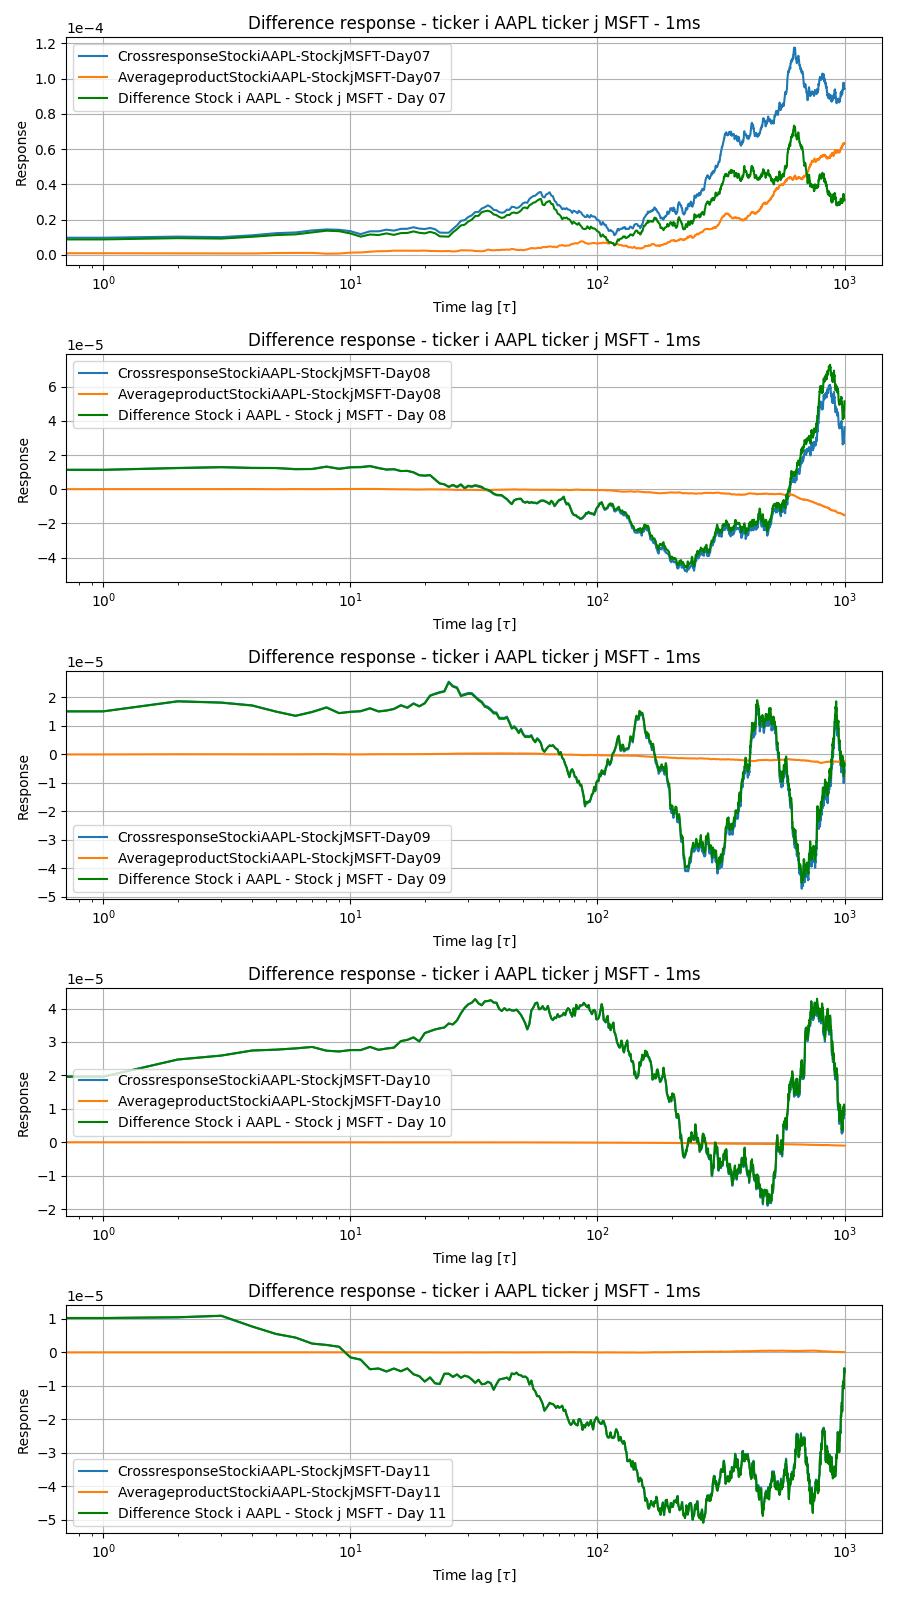 Difference response - ticker i AAPL ticker j MSFT - 1ms
1e−4
1.2
1.0
0.8
0.6
0.4
0.2
0.0
Response
CrossresponseStockiAAPL-StockjMSFT-Day07
AverageproductStockiAAPL-StockjMSFT-Day07
Difference Stock i AAPL - Stock j MSFT - Day 07
10⁰ 10¹ 10² 10³
Time lag [τ]
Difference response - ticker i AAPL ticker j MSFT - 1ms
1e−5
6
4
2
0
−2
−4
Response
CrossresponseStockiAAPL-StockjMSFT-Day08
AverageproductStockiAAPL-StockjMSFT-Day08
Difference Stock i AAPL - Stock j MSFT - Day 08
10⁰ 10¹ 10² 10³
Time lag [τ]
Difference response - ticker i AAPL ticker j MSFT - 1ms
1e−5
2
1
0
−1
−2
−3
−4
−5
Response
CrossresponseStockiAAPL-StockjMSFT-Day09
AverageproductStockiAAPL-StockjMSFT-Day09
Difference Stock i AAPL - Stock j MSFT - Day 09
10⁰ 10¹ 10² 10³
Time lag [τ]
Difference response - ticker i AAPL ticker j MSFT - 1ms
1e−5
4
3
2
1
0
−1
−2
Response
CrossresponseStockiAAPL-StockjMSFT-Day10
AverageproductStockiAAPL-StockjMSFT-Day10
Difference Stock i AAPL - Stock j MSFT - Day 10
10⁰ 10¹ 10² 10³
Time lag [τ]
Difference response - ticker i AAPL ticker j MSFT - 1ms
1e−5
1
0
−1
−2
−3
−4
−5
Response
CrossresponseStockiAAPL-StockjMSFT-Day11
AverageproductStockiAAPL-StockjMSFT-Day11
Difference Stock i AAPL - Stock j MSFT - Day 11
10⁰ 10¹ 10² 10³
Time lag [τ]